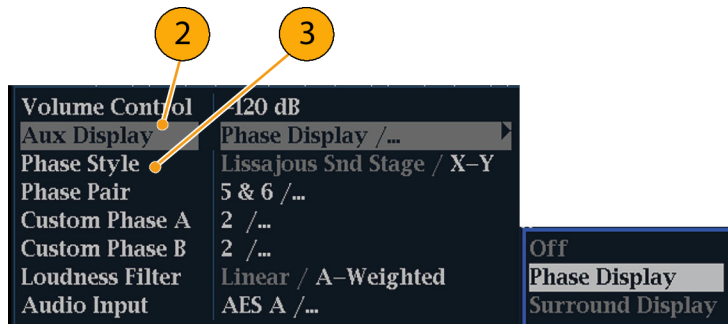 2 3
Volume Control -120 dB
Aux Display Phase Display /...
Phase Style Lissajous Snd Stage / X-Y
Phase Pair 5 & 6 /...
Custom Phase A 2 /...
Custom Phase B 2 /...
Loudness Filter Linear / A-Weighted
Audio Input AES A /...
Off
Phase Display
Surround Display